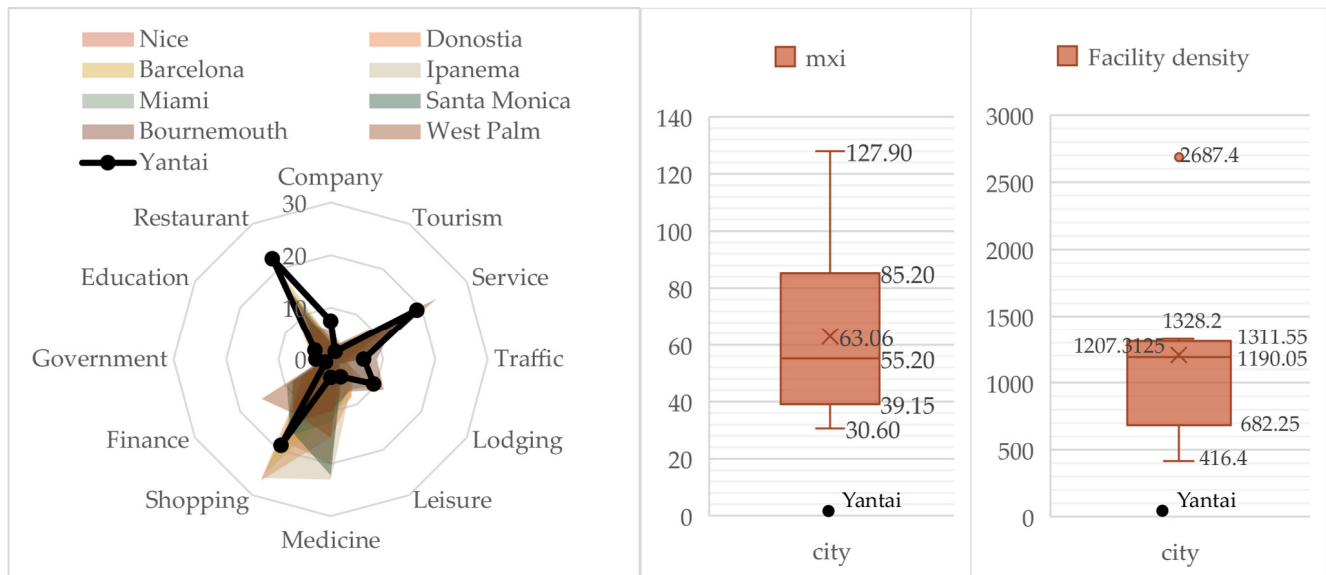 Nice
Donostia
Barcelona
Ipanema
Miami
Santa Monica
Bournemouth
West Palm
Yantai
Company
30
Restaurant
Tourism
20
Education
Service
10
Government
0
Traffic
Finance
Lodging
Shopping
Leisure
Medicine
mxi
140
120
100
80
60
40
20
0
127.90
85.20
63.06
55.20
39.15
30.60
Yantai
city
Facility density
3000
2500
2000
1500
1000
500
0
2687.4
1328.2
1311.55
1207.3125
1190.05
682.25
416.4
Yantai
city